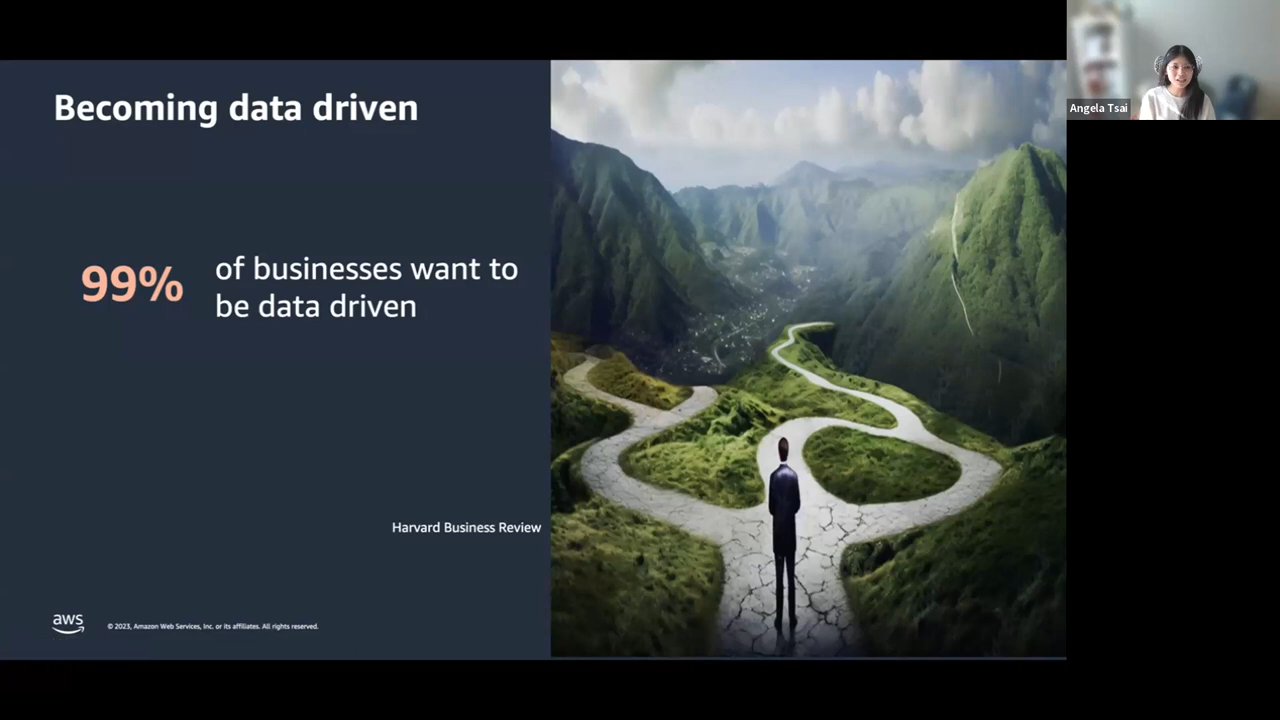 Becoming data driven
99%
of businesses want to
be data driven
Harvard Business Review
aws
© 2023, Amazon Web Services, Inc. or its affiliates. All rights reserved.
Angela Tsai